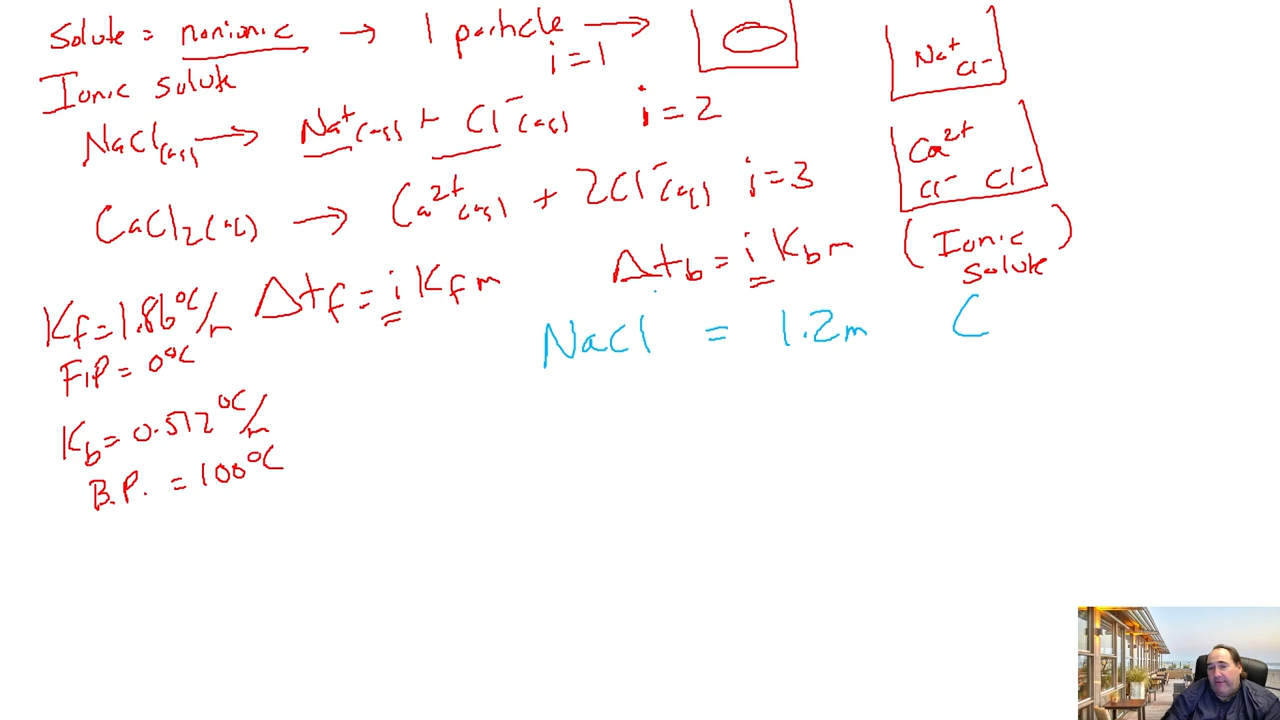 Solute = nonionic → 1 particle →
i = 1
Ionic solute
NaCl(aq) → Na⁺(aq) + Cl⁻(aq) i = 2
CaCl₂(aq) → Ca²⁺(aq) + 2Cl⁻(aq) i = 3
Na⁺
Cl⁻
Ca²⁺
Cl⁻ Cl⁻
(Ionic solute)
Δtf = i Kf m
Δtb = i Kb m
Kf = 1.86°C/m
F.P = 0°C
Kb = 0.512°C/m
B.P. = 100°C
NaCl = 1.2m (